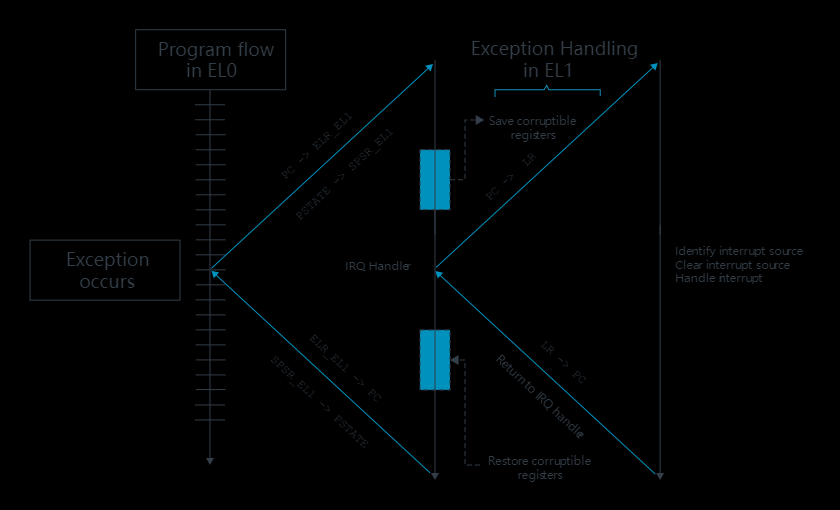 Program flow
in EL0
Exception Handling
in EL1
Save corruptible
registers
PC -> ELR_EL1
PSTATE -> SPSR_EL1
PC -> LR
Exception
occurs
IRQ Handler
Identify interrupt source
Clear interrupt source
Handle interrupt
ELR_EL1 -> PC
SPSR_EL1 -> PSTATE
LR -> PC
Return to IRQ handle
Restore corruptible
registers